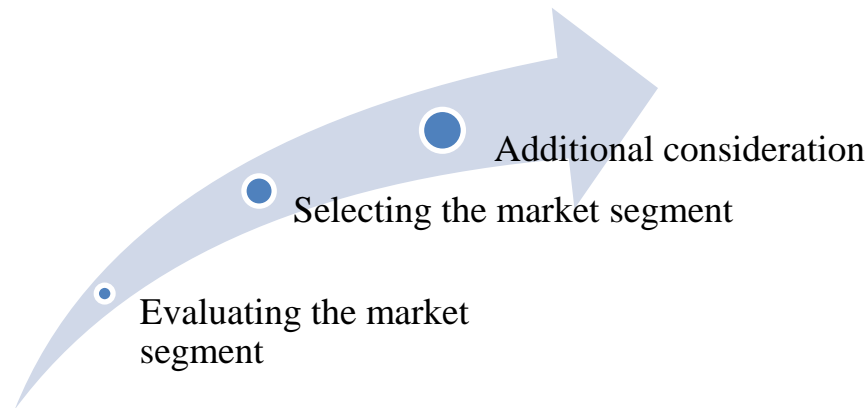 Additional consideration
Selecting the market segment
Evaluating the market
segment